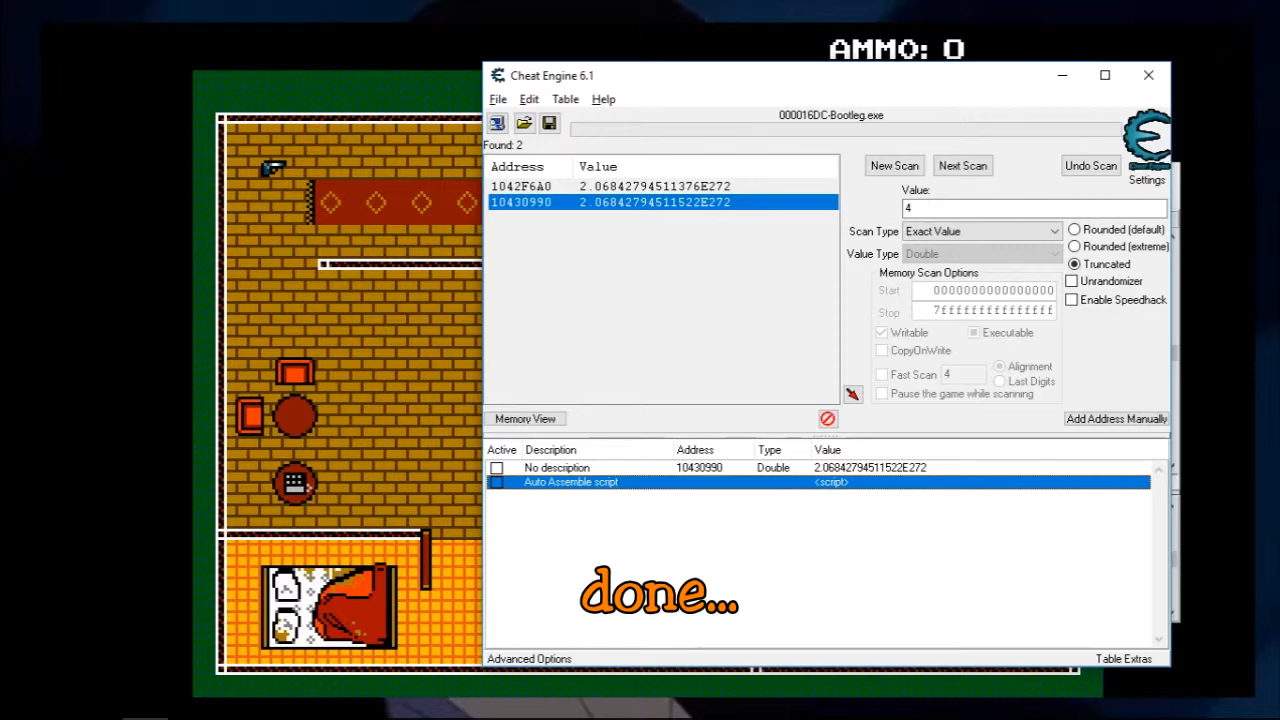 AMMO: 0
Cheat Engine 6.1
File Edit Table Help
000016DC-Bootleg.exe
Found: 2
Address Value
1042F6A0 2.06842794511376E272
10430990 2.06842794511522E272
New Scan Next Scan Undo Scan
Settings
Value:
4
Scan Type Exact Value
Value Type Double
Rounded (default)
Rounded (extreme)
Truncated
Unrandomizer
Enable Speedhack
Memory Scan Options
Start 0000000000000000
Stop 7fffffffffffffff
Writable Executable
CopyOnWrite
Fast Scan 4 Alignment
Last Digits
Pause the game while scanning
Memory View Add Address Manually
Active Description Address Type Value
No description 10430990 Double 2.06842794511522E272
Auto Assemble script <script>
done...
Advanced Options Table Extras